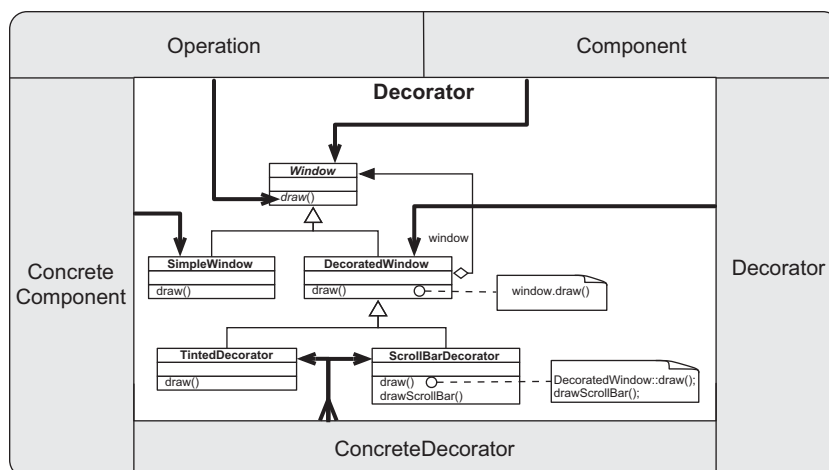 Operation
Component
Decorator
Window
draw()
window
SimpleWindow
draw()
DecoratedWindow
draw()
window.draw()
Concrete
Component
Decorator
TintedDecorator
draw()
ScrollBarDecorator
draw()
drawScrollBar()
DecoratedWindow::draw();
drawScrollBar();
ConcreteDecorator